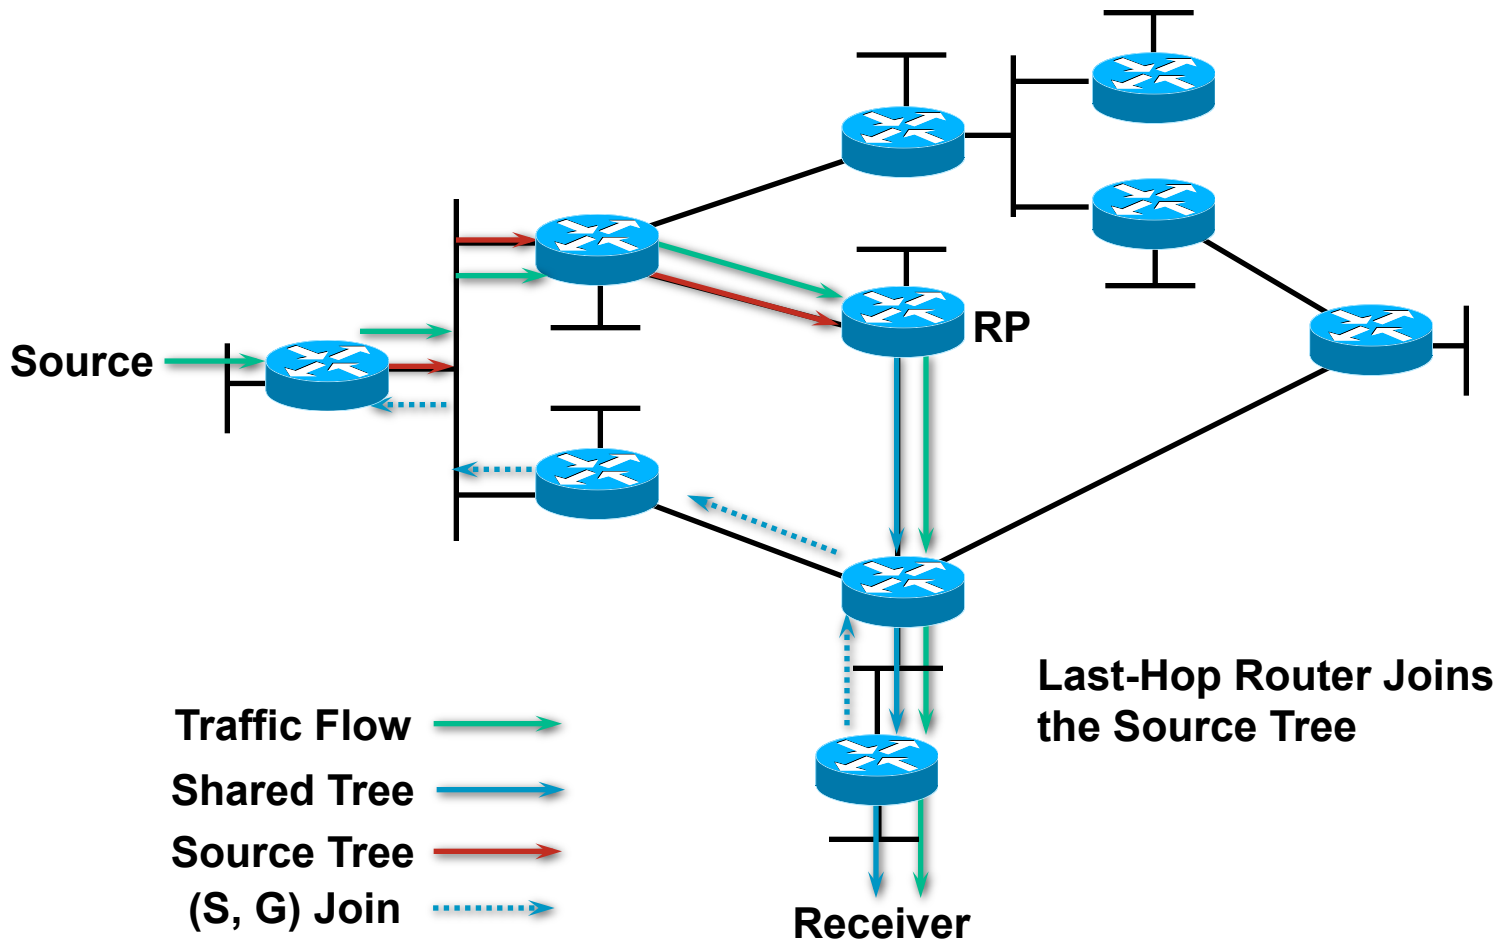 RP
Source
Last-Hop Router Joins
the Source Tree
Traffic Flow
Shared Tree
Source Tree
(S, G) Join
Receiver